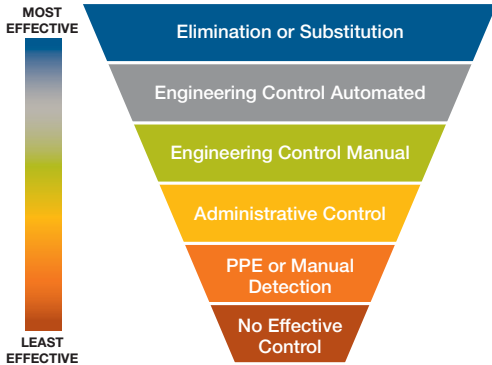 MOST
EFFECTIVE
Elimination or Substitution
Engineering Control Automated
Engineering Control Manual
Administrative Control
PPE or Manual
Detection
No Effective
Control
LEAST
EFFECTIVE